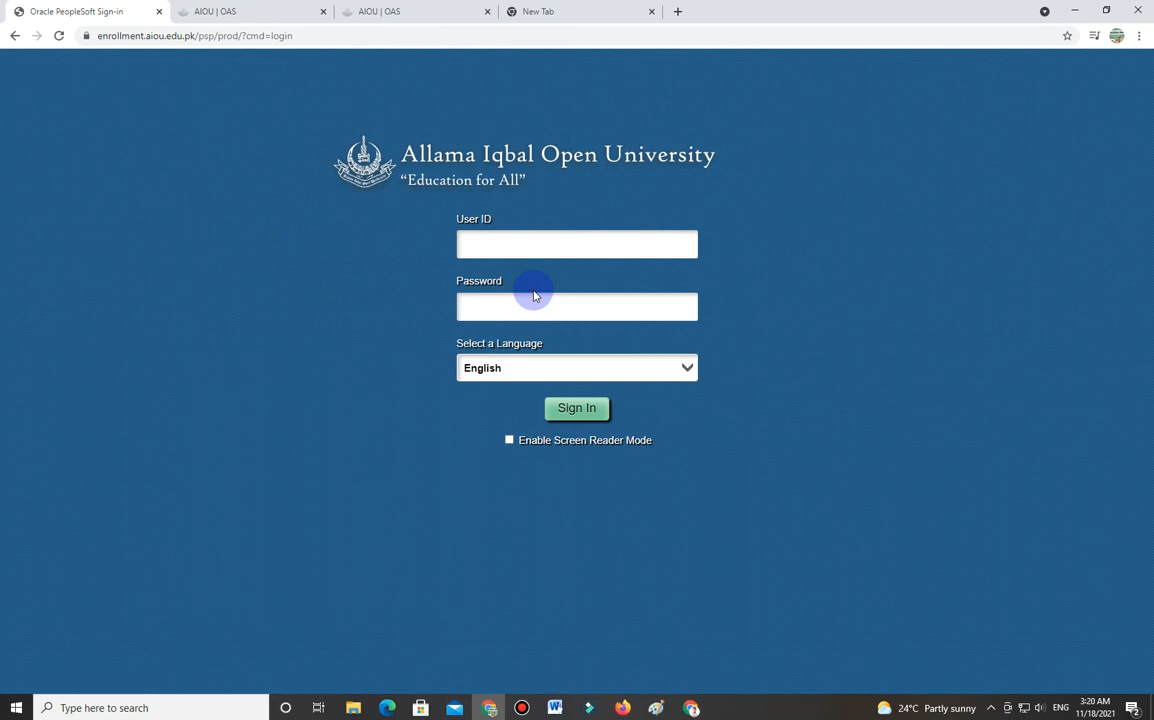 Oracle PeopleSoft Sign-in
AIOU | OAS
AIOU | OAS
New Tab
enrollment.aiou.edu.pk/psp/prod/?cmd=login
Allama Iqbal Open University
“Education for All”
User ID
Password
Select a Language
English
Sign In
Enable Screen Reader Mode
Type here to search
24°C Partly sunny
ENG
3:20 AM
11/18/2021
2